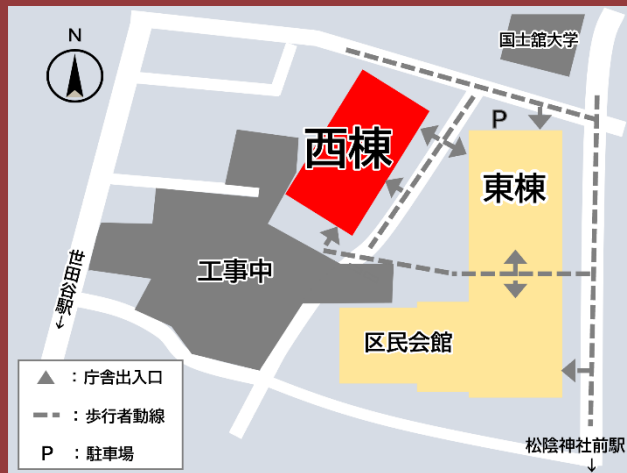 N
国士舘大学
西棟
P
東棟
工事中
世田谷駅↓
区民会館
▲ : 庁舎出入口
--- : 歩行者動線
P : 駐車場
松陰神社前駅
↓